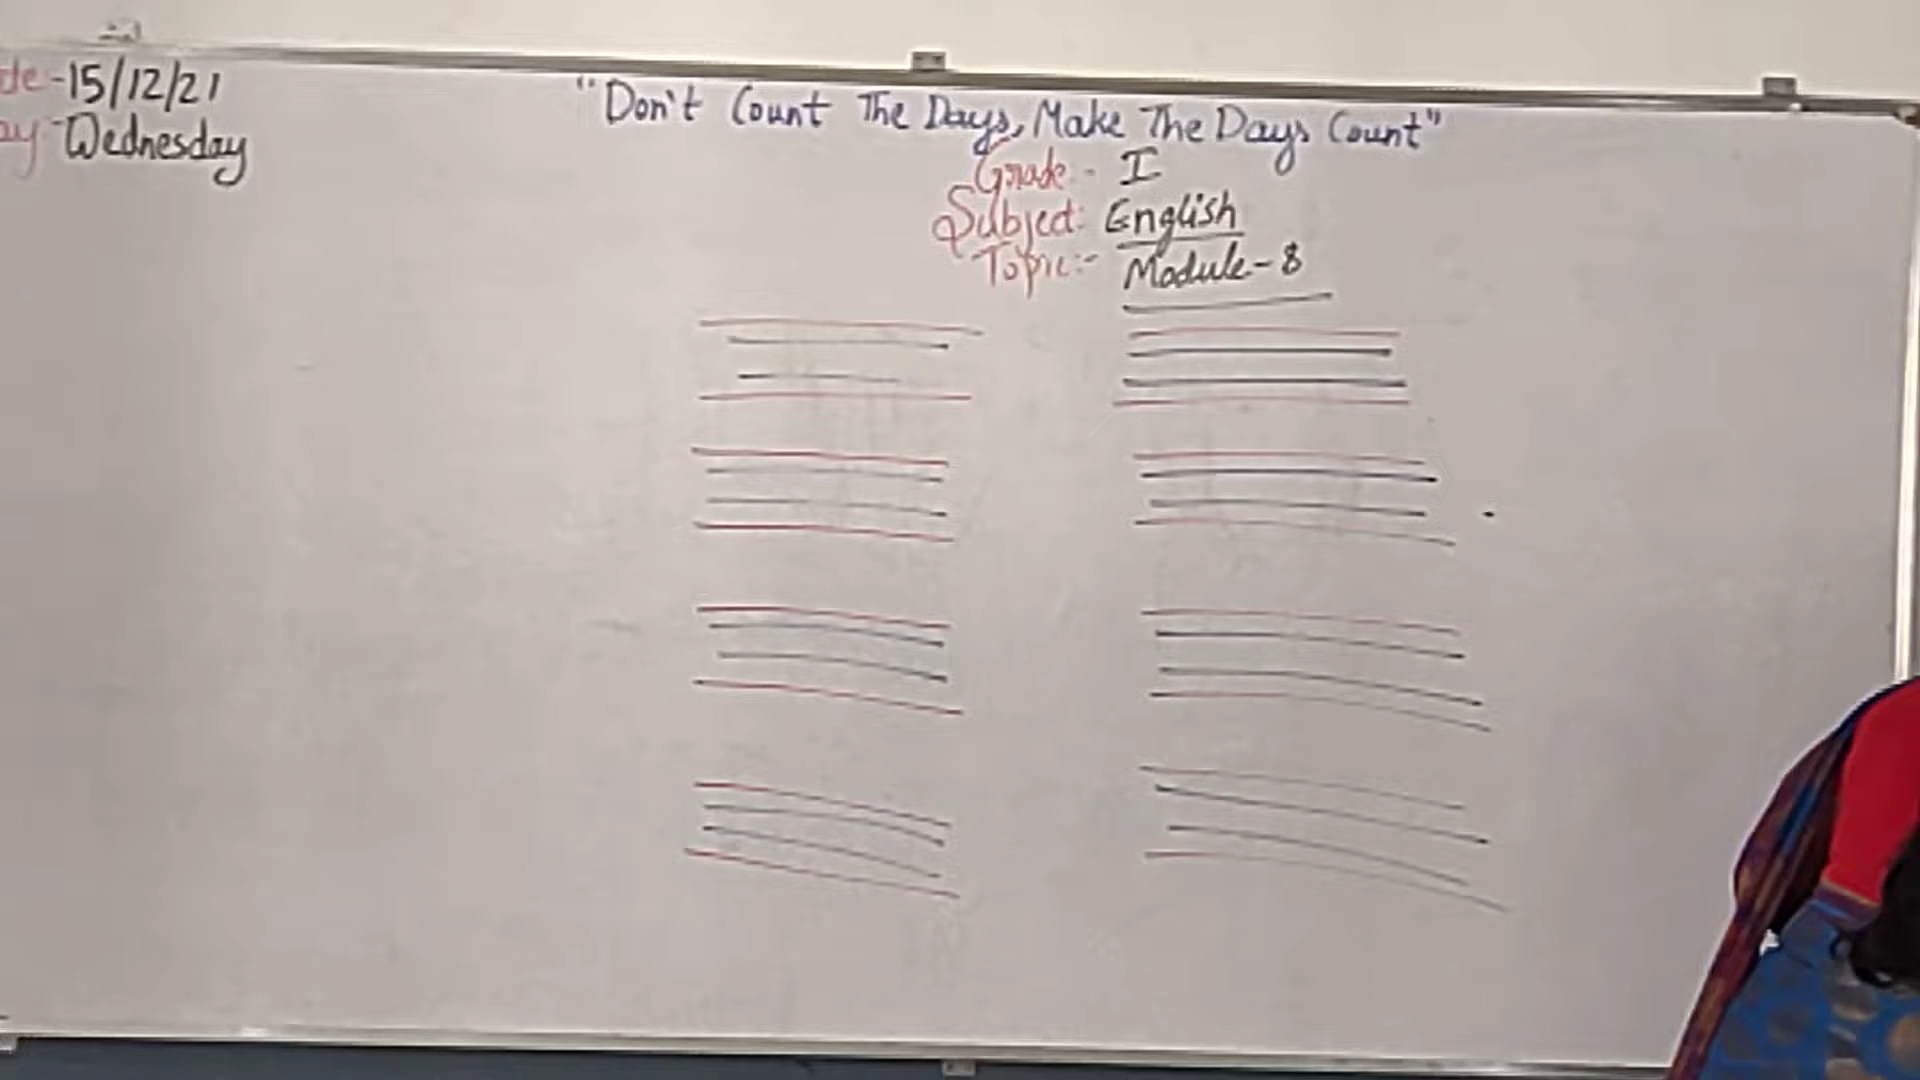 te-15/12/21
ay-Wednesday
"Don't Count The Days, Make The Days Count"
Grade:- I
Subject: English
Topic:- Module-8